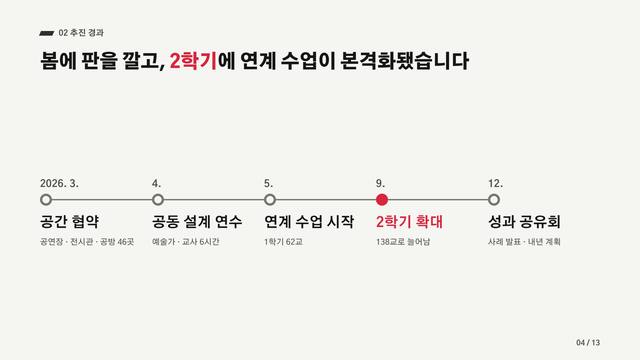 02 추진 경과
봄에 판을 깔고, 2학기에 연계 수업이 본격화됐습니다
2026. 3.
공간 협약
공연장 · 전시관 · 공방 46곳
4.
공동 설계 연수
예술가 · 교사 6시간
5.
연계 수업 시작
1학기 62교
9.
2학기 확대
138교로 늘어남
12.
성과 공유회
사례 발표 · 내년 계획
04 / 13